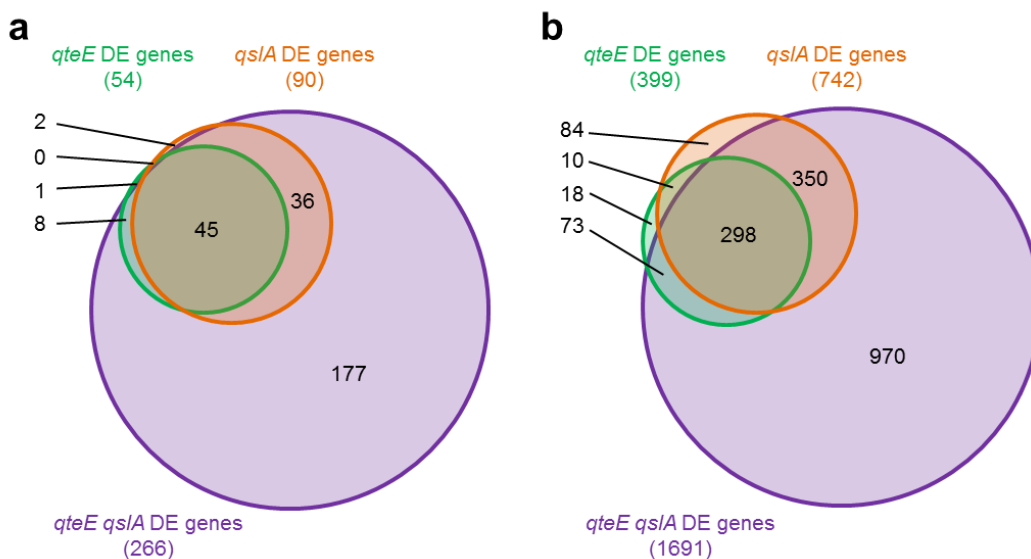 a
qteE DE genes
(54)
qslA DE genes
(90)
2
0
1
8
45
36
177
qteE qslA DE genes
(266)
b
qteE DE genes
(399)
qslA DE genes
(742)
84
10
18
73
298
350
970
qteE qslA DE genes
(1691)